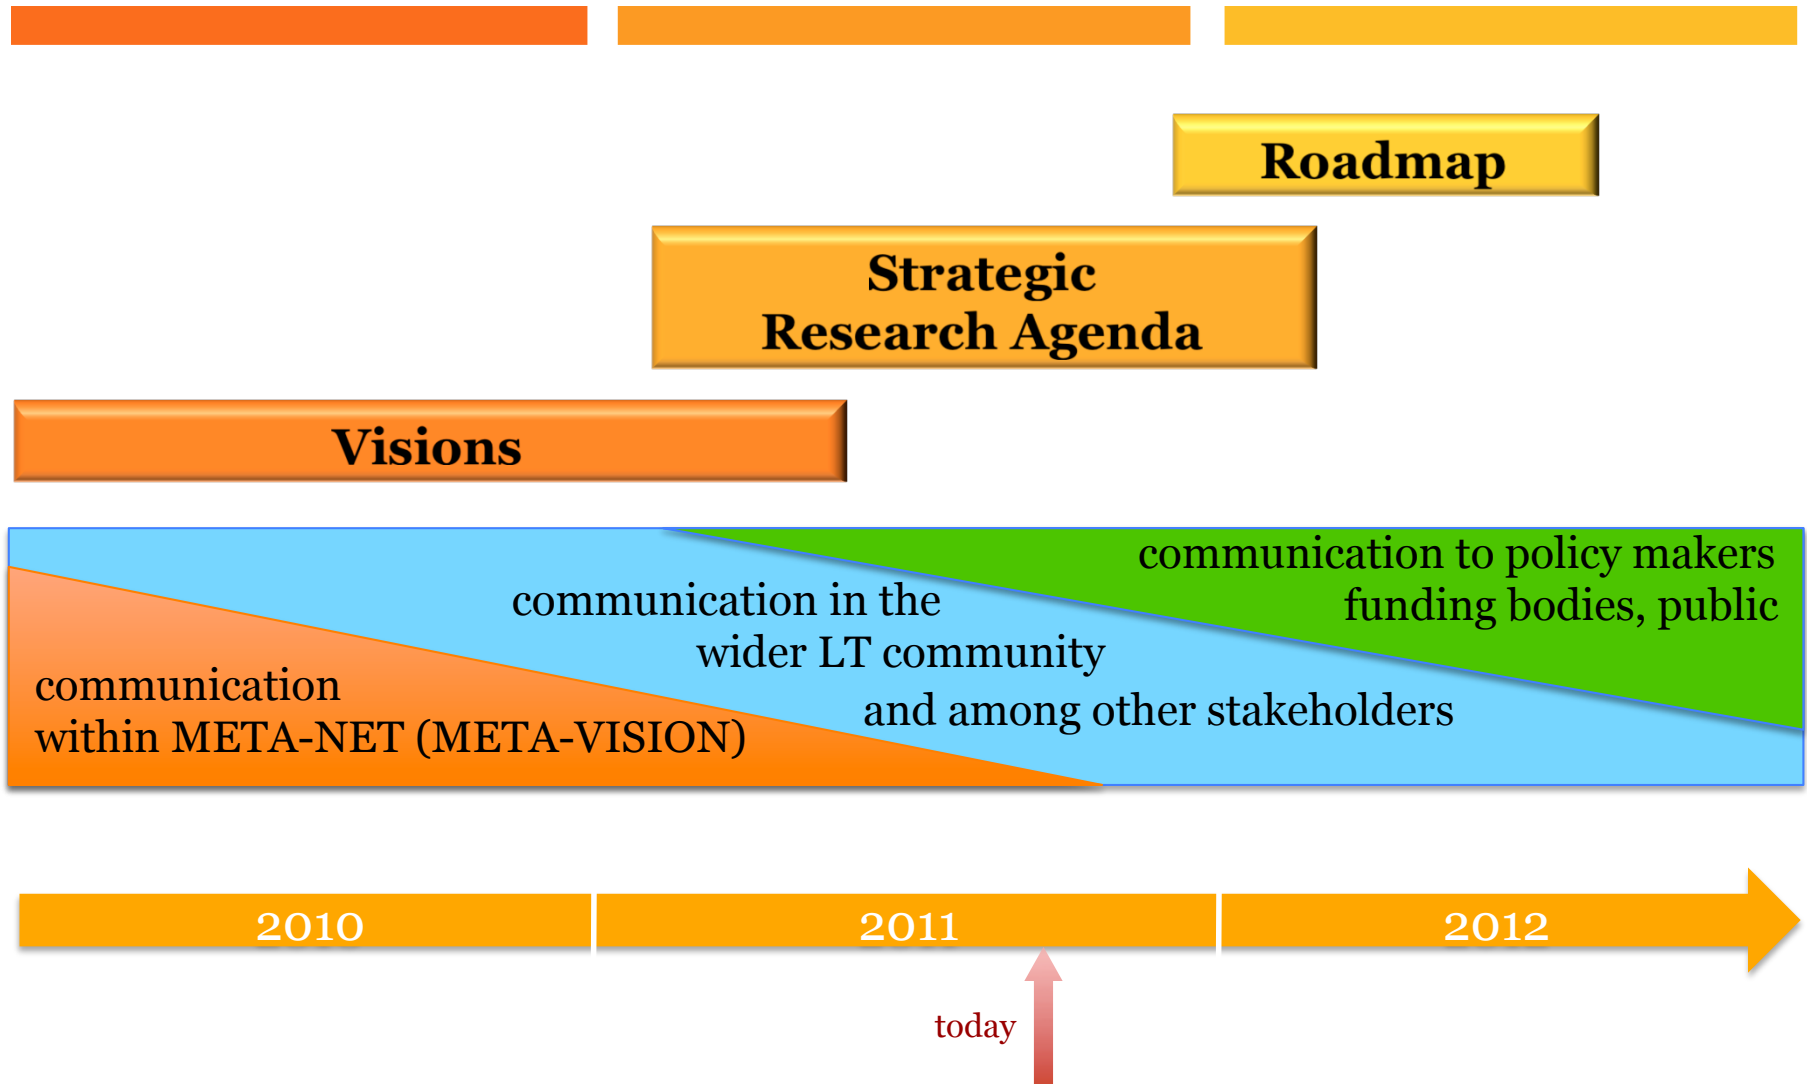 Roadmap
Strategic
Research Agenda
Visions
communication to policy makers
funding bodies, public
communication in the
wider LT community
and among other stakeholders
communication
within META-NET (META-VISION)
2010
2011
2012
today